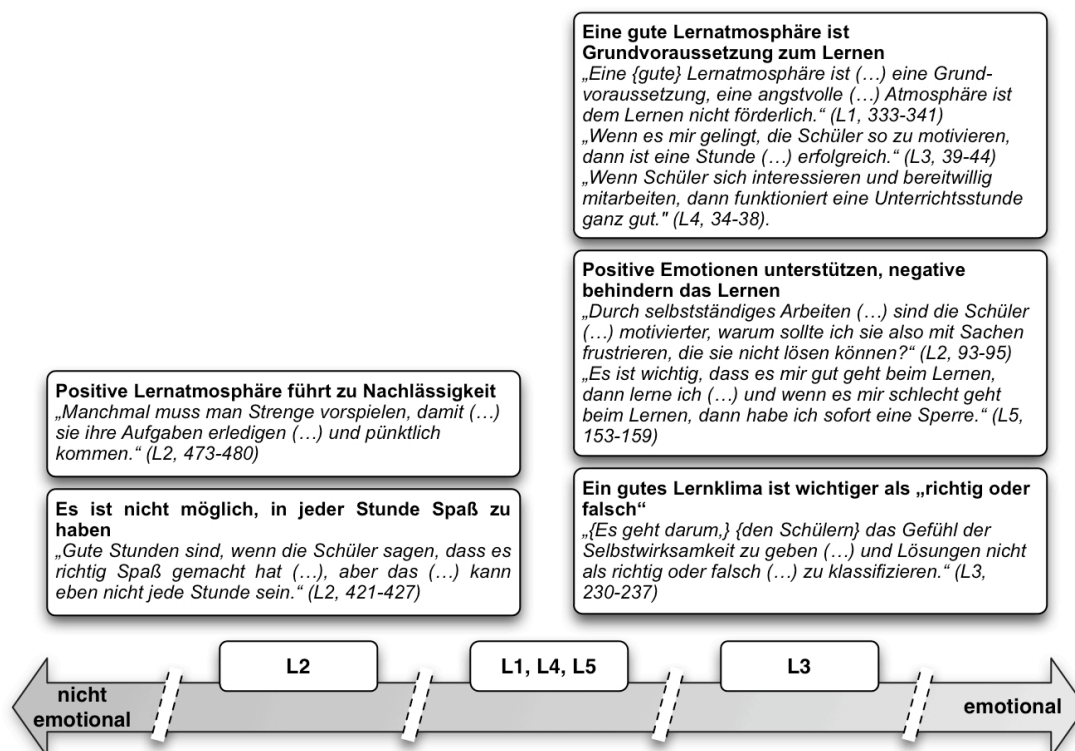 Eine gute Lernatmosphäre ist
Grundvoraussetzung zum Lernen
„Eine {gute} Lernatmosphäre ist (…) eine Grund-
voraussetzung, eine angstvolle (…) Atmosphäre ist
dem Lernen nicht förderlich.“ (L1, 333-341)
„Wenn es mir gelingt, die Schüler so zu motivieren,
dann ist eine Stunde (…) erfolgreich.“ (L3, 39-44)
„Wenn Schüler sich interessieren und bereitwillig
mitarbeiten, dann funktioniert eine Unterrichtsstunde
ganz gut." (L4, 34-38).
Positive Emotionen unterstützen, negative
behindern das Lernen
„Durch selbstständiges Arbeiten (…) sind die Schüler
(…) motivierter, warum sollte ich sie also mit Sachen
frustrieren, die sie nicht lösen können?“ (L2, 93-95)
„Es ist wichtig, dass es mir gut geht beim Lernen,
dann lerne ich (…) und wenn es mir schlecht geht
beim Lernen, dann habe ich sofort eine Sperre.“ (L5,
153-159)
Positive Lernatmosphäre führt zu Nachlässigkeit
„Manchmal muss man Strenge vorspielen, damit (…)
sie ihre Aufgaben erledigen (…) und pünktlich
kommen.“ (L2, 473-480)
Es ist nicht möglich, in jeder Stunde Spaß zu
haben
„Gute Stunden sind, wenn die Schüler sagen, dass es
richtig Spaß gemacht hat (…), aber das (…) kann
eben nicht jede Stunde sein.“ (L2, 421-427)
Ein gutes Lernklima ist wichtiger als „richtig oder
falsch“
„{Es geht darum,} {den Schülern} das Gefühl der
Selbstwirksamkeit zu geben (…) und Lösungen nicht
als richtig oder falsch (…) zu klassifizieren.“ (L3,
230-237)
L2
L1, L4, L5
L3
nicht
emotional
emotional